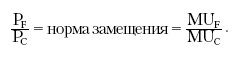 P_F / P_C = норма замещения = MU_F / MU_C .